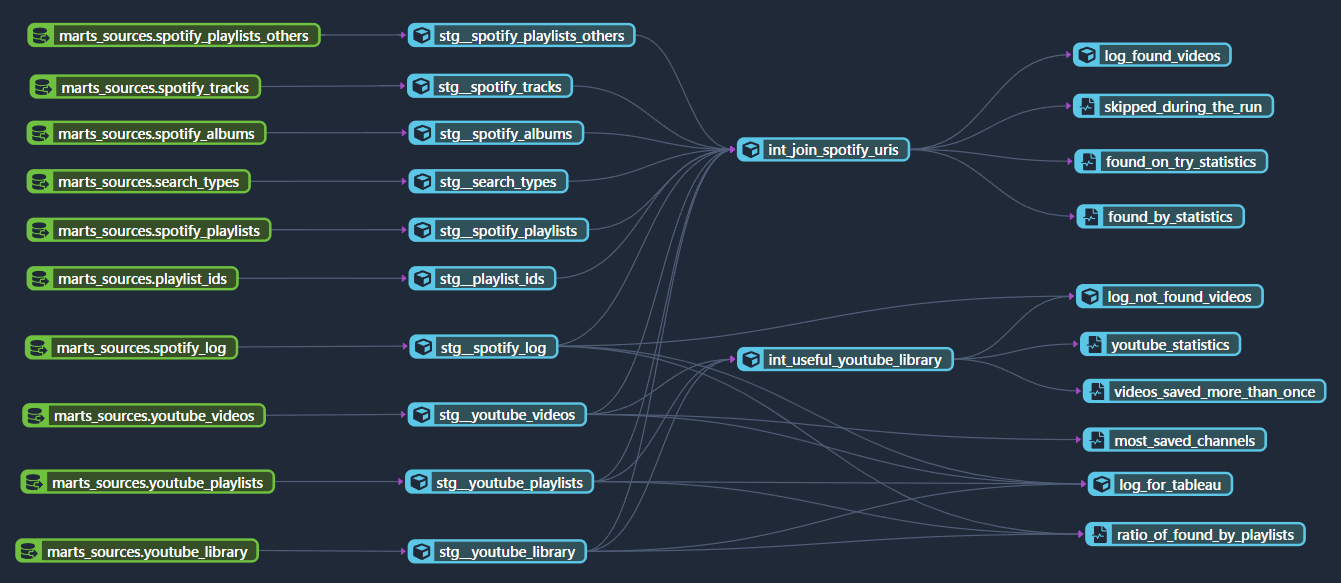 marts_sources.spotify_playlists_others
stg__spotify_playlists_others
log_found_videos
marts_sources.spotify_tracks
stg__spotify_tracks
skipped_during_the_run
marts_sources.spotify_albums
stg__spotify_albums
int_join_spotify_uris
found_on_try_statistics
marts_sources.search_types
stg__search_types
found_by_statistics
marts_sources.spotify_playlists
stg__spotify_playlists
marts_sources.playlist_ids
stg__playlist_ids
log_not_found_videos
marts_sources.spotify_log
stg__spotify_log
int_useful_youtube_library
youtube_statistics
videos_saved_more_than_once
marts_sources.youtube_videos
stg__youtube_videos
most_saved_channels
marts_sources.youtube_playlists
stg__youtube_playlists
log_for_tableau
marts_sources.youtube_library
stg__youtube_library
ratio_of_found_by_playlists